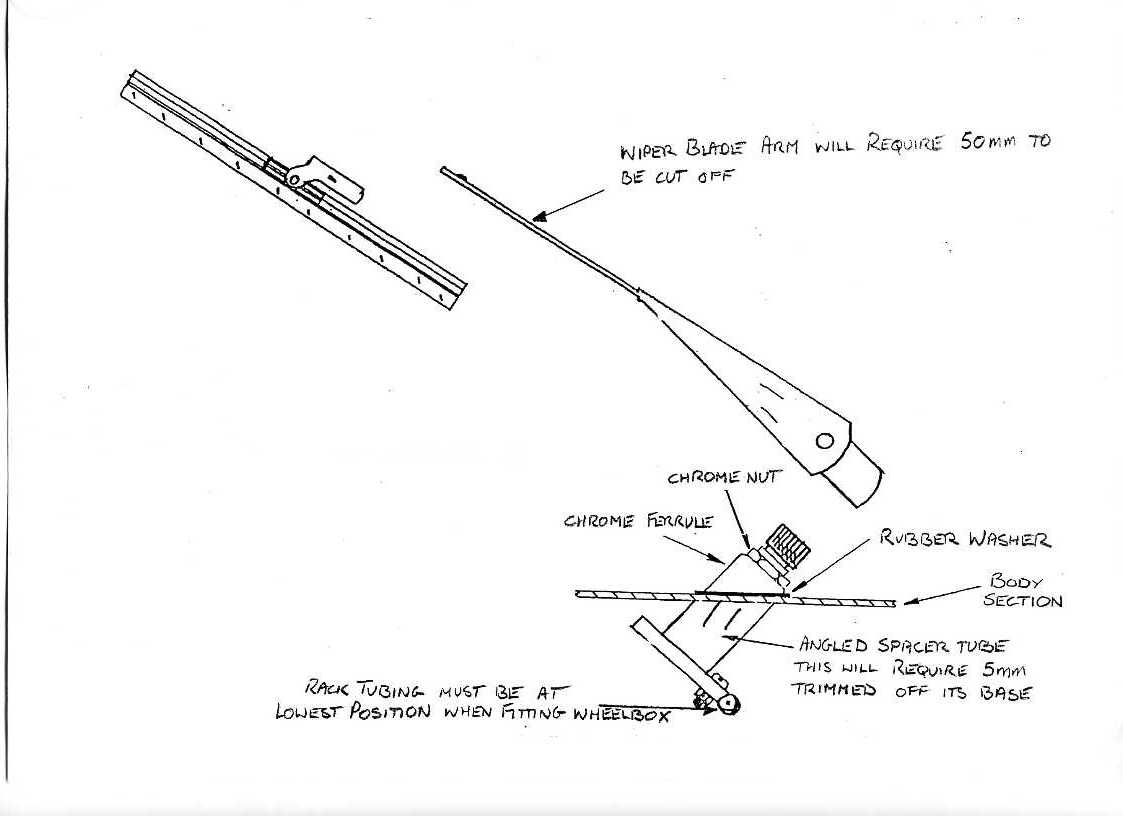 WIPER BLADE ARM WILL REQUIRE 50MM TO
BE CUT OFF
CHROME NUT
CHROME FERRULE
RUBBER WASHER
BODY
SECTION
ANGLED SPACER TUBE
THIS WILL REQUIRE 5MM
TRIMMED OFF ITS BASE
RACK TUBING MUST BE AT
LOWEST POSITION WHEN FITTING WHEELBOX